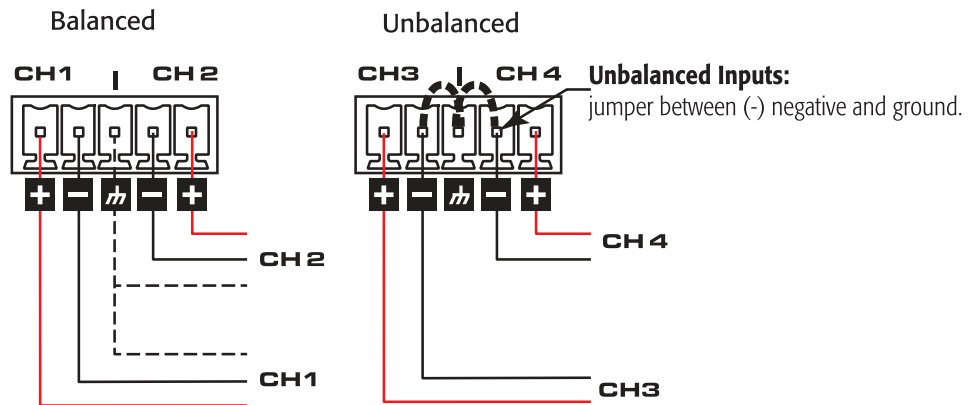 Balanced
Unbalanced
CH1
CH 2
CH3
CH 4
Unbalanced Inputs:
jumper between (-) negative and ground.
+ − − +
+ − − +
CH 2
CH1
CH 4
CH3